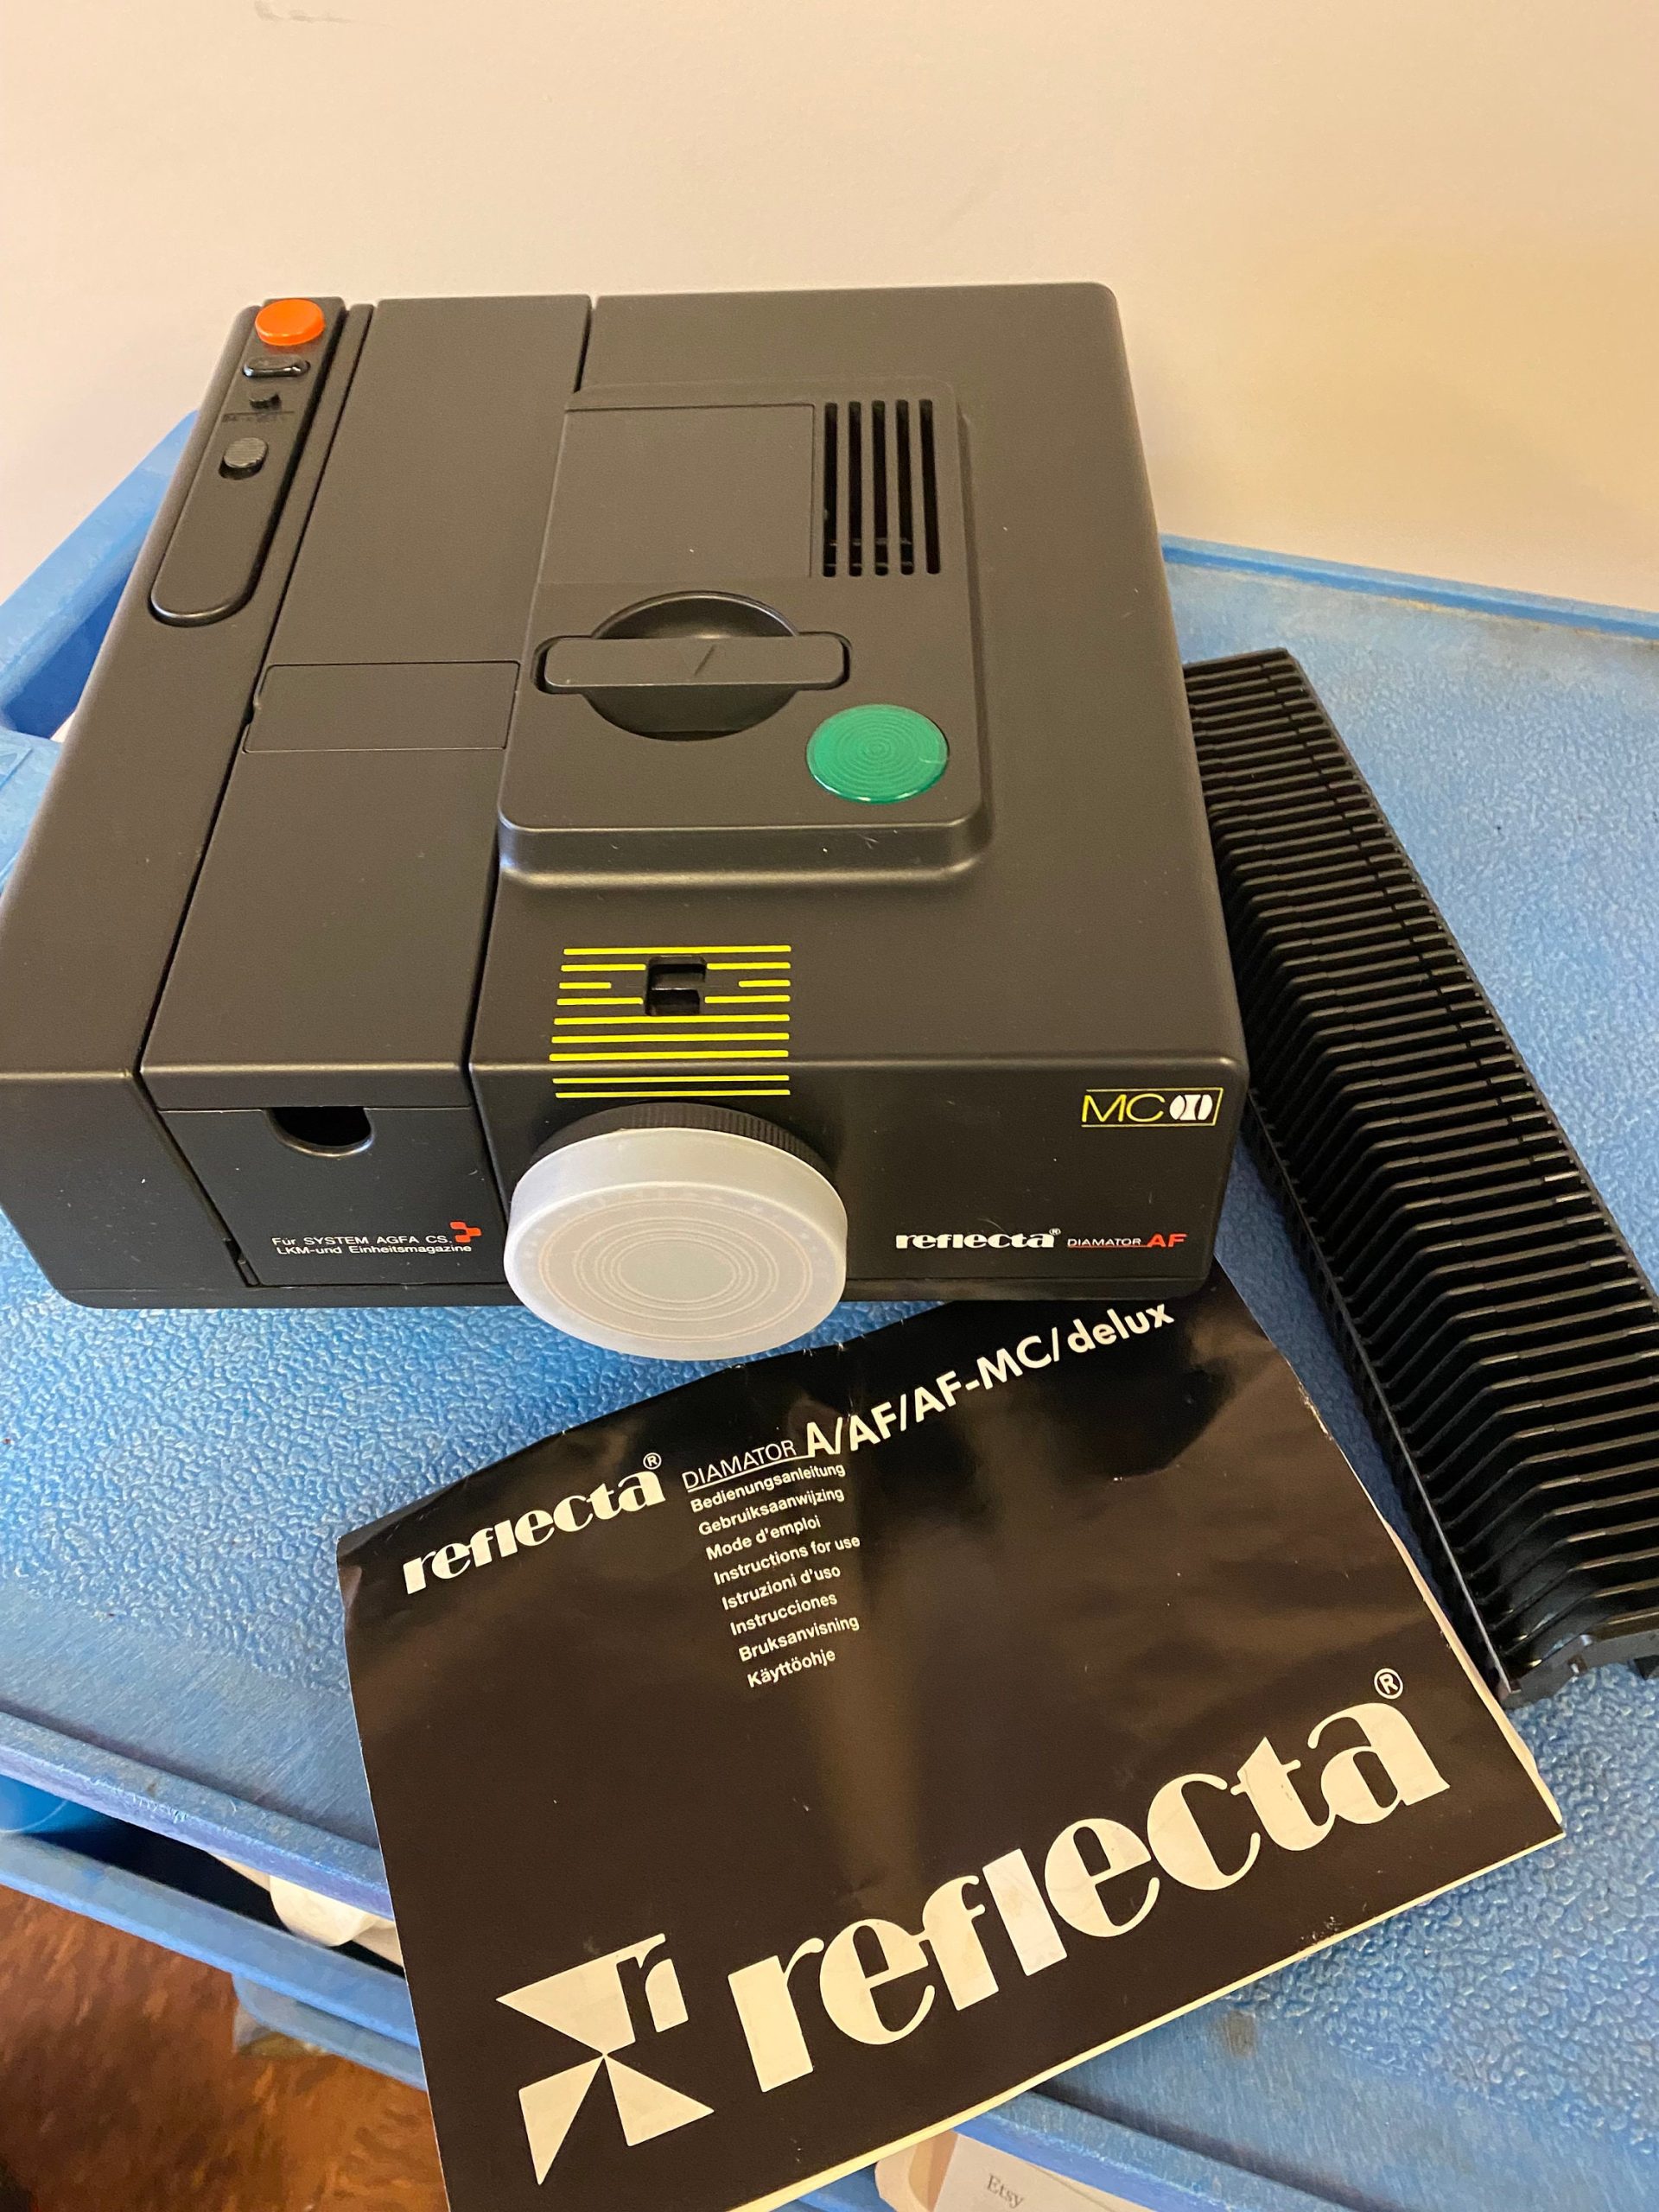 MC
Für SYSTEM AGFA CS.
LKM-und Einheitsmagazine
reflecta® DIAMATOR AF
reflecta® DIAMATOR A/AF/AF-MC/delux
Bedienungsanleitung
Gebruiksaanwijzing
Mode d'emploi
Instructions for use
Istruzioni d'uso
Instrucciones
Bruksanvisning
Käyttöohje
r reflecta®
Etsy